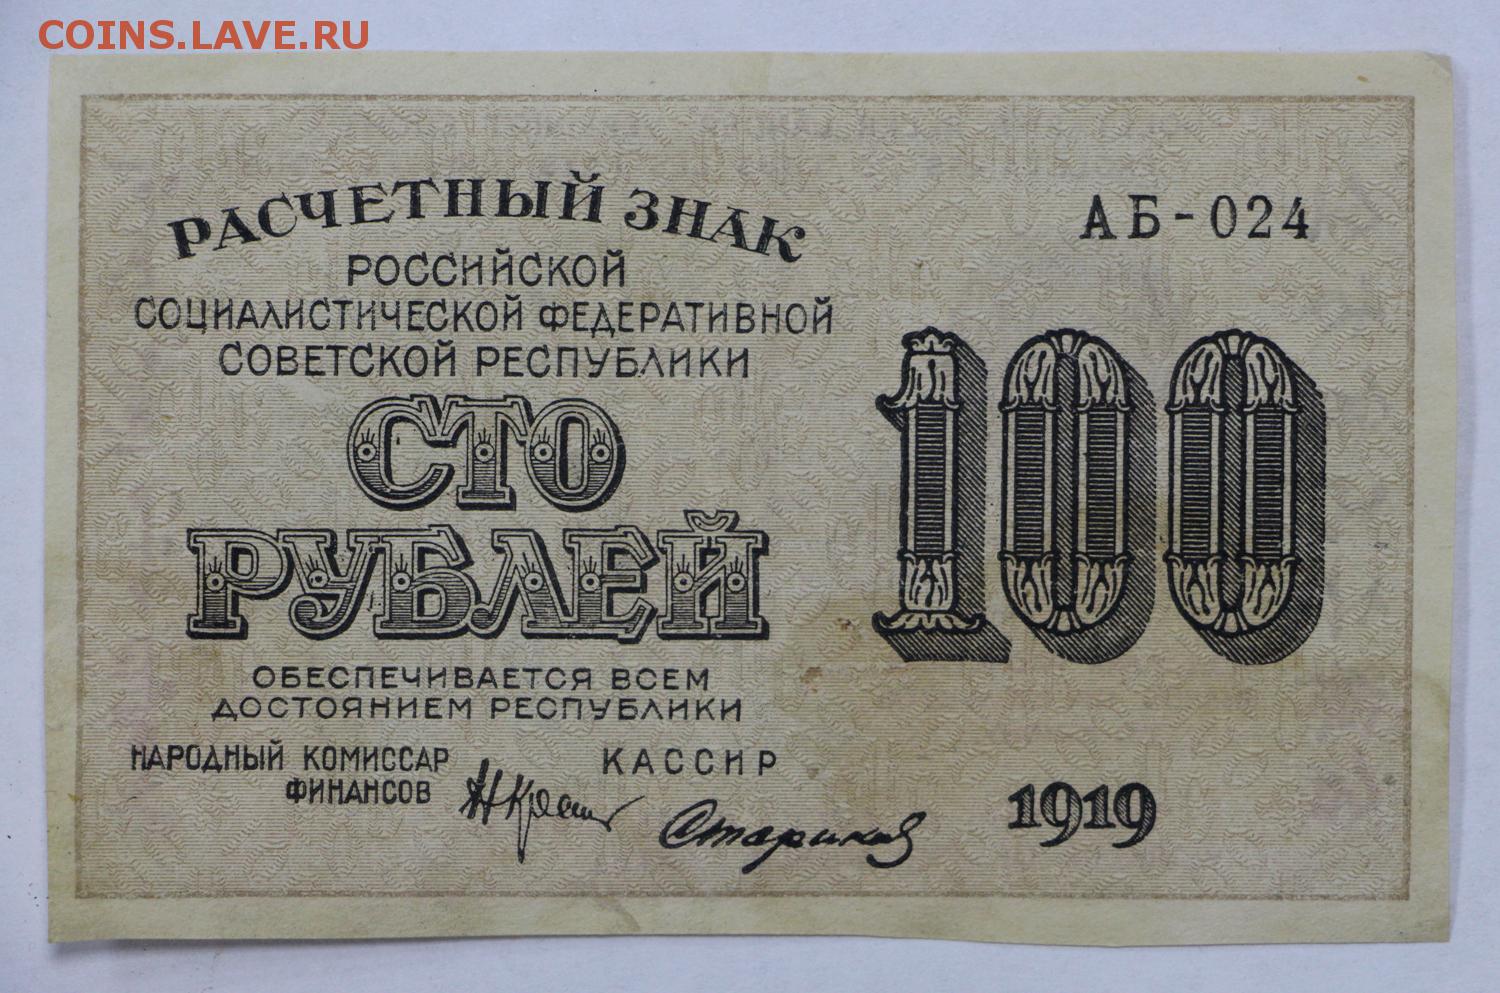 COINS.LAVE.RU
РАСЧЕТНЫЙ ЗНАК
АБ-024
РОССИЙСКОЙ
СОЦИАЛИСТИЧЕСКОЙ ФЕДЕРАТИВНОЙ
СОВЕТСКОЙ РЕСПУБЛИКИ
100
СТО
РУБЛЕЙ
ОБЕСПЕЧИВАЕТСЯ ВСЕМ
ДОСТОЯНИЕМ РЕСПУБЛИКИ
НАРОДНЫЙ КОМИССАР
ФИНАНСОВ
КАССИР
Стариков
1919